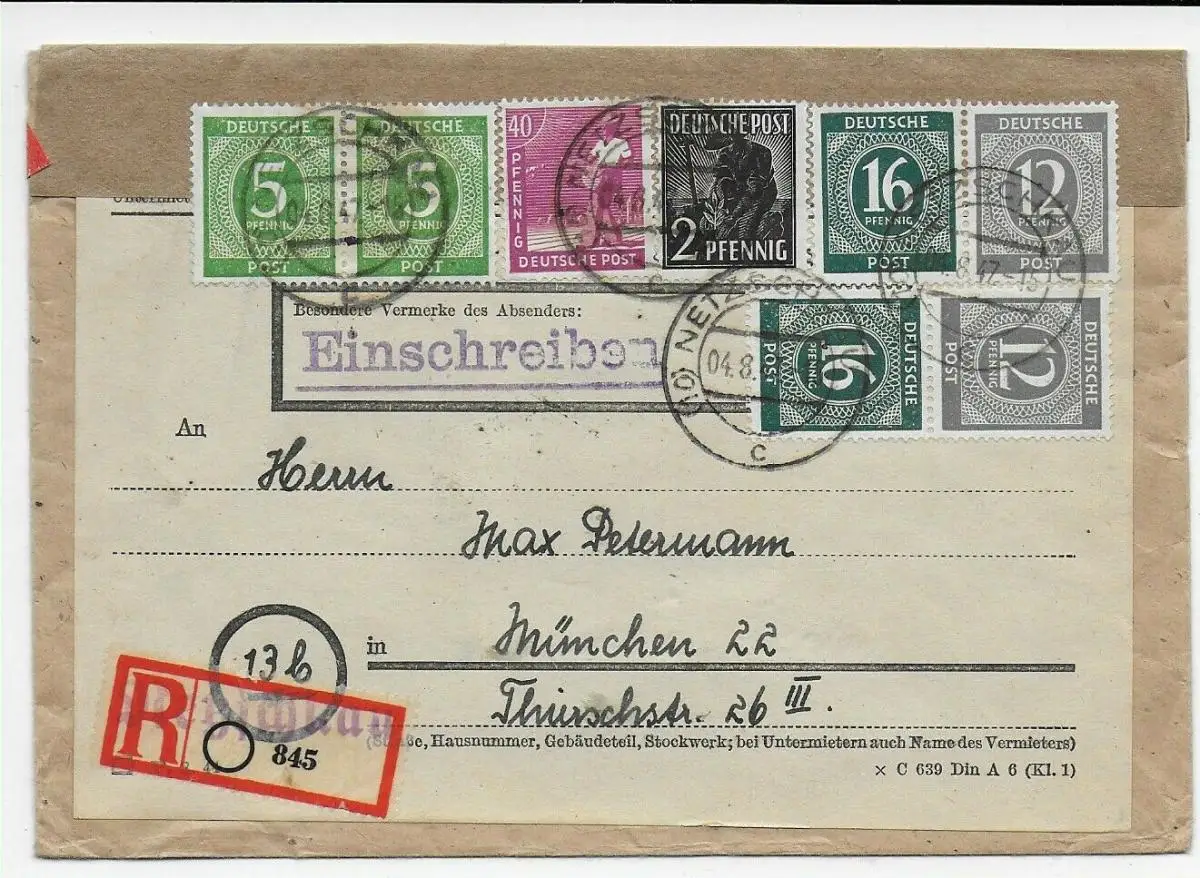 DEUTSCHE 5 PFENNIG POST
DEUTSCHE 5 PFENNIG POST
40 PFENNIG DEUTSCHE POST
DEUTSCHE POST 2 PFENNIG
DEUTSCHE 16 PFENNIG POST
DEUTSCHE 12 PFENNIG POST
DEUTSCHE 16 PFENNIG POST
DEUTSCHE 12 PFENNIG POST
(10) NETZSCH
04.8.
c
Besondere Vermerke des Absenders:
Einschreiben
An
Herrn
Max Petermann
13b
in
München 22
Thierschstr. 26 III.
Hausnummer, Gebäudeteil, Stockwerk; bei Untermietern auch Name des Vermieters)
R 845
× C 639 Din A 6 (Kl. 1)